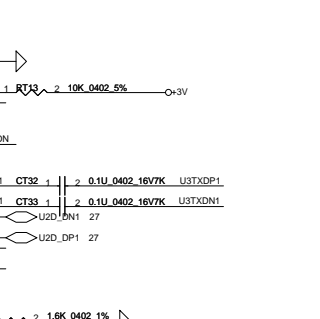 1 RT13 2 10K_0402_5% +3V
ON
1 CT32 1 2 0.1U_0402_16V7K U3TXDP1
1 CT33 1 2 0.1U_0402_16V7K U3TXDN1
U2D_DN1 27
U2D_DP1 27
2 1.6K_0402_1%